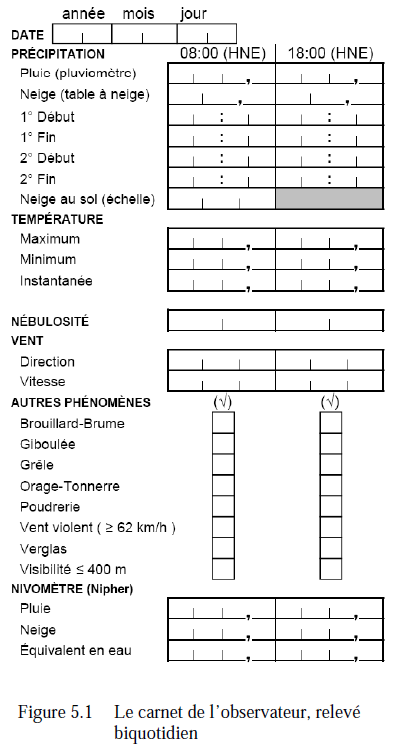 année mois jour
DATE
PRÉCIPITATION 08:00 (HNE) 18:00 (HNE)
Pluie (pluviomètre) , ,
Neige (table à neige) , ,
1° Début : :
1° Fin : :
2° Début : :
2° Fin : :
Neige au sol (échelle)
TEMPÉRATURE
Maximum , ,
Minimum , ,
Instantanée , ,
NÉBULOSITÉ
VENT
Direction
Vitesse
AUTRES PHÉNOMÈNES (√) (√)
Brouillard-Brume
Giboulée
Grêle
Orage-Tonnerre
Poudrerie
Vent violent ( ≥ 62 km/h )
Verglas
Visibilité ≤ 400 m
NIVOMÈTRE (Nipher)
Pluie , ,
Neige , ,
Équivalent en eau , ,
Figure 5.1 Le carnet de l'observateur, relevé
biquotidien